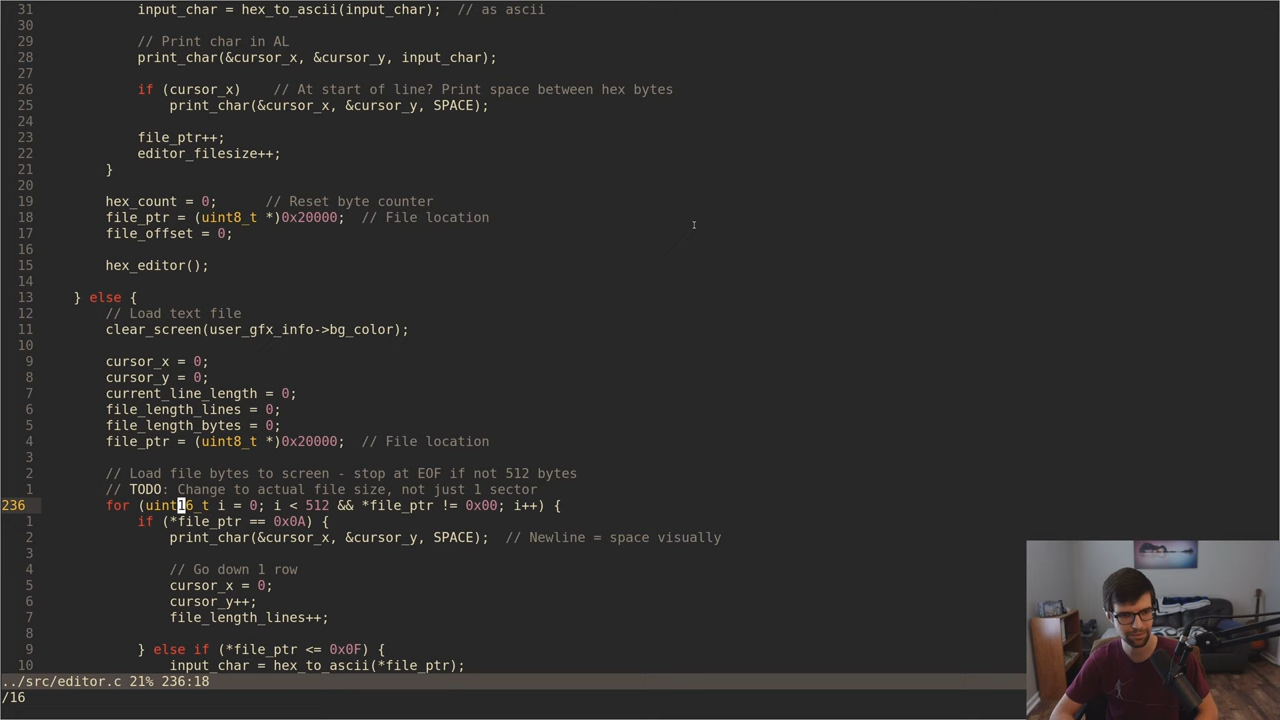 31 input_char = hex_to_ascii(input_char);  // as ascii
30
29 // Print char in AL
28 print_char(&cursor_x, &cursor_y, input_char);
27
26 if (cursor_x)    // At start of line? Print space between hex bytes
25 print_char(&cursor_x, &cursor_y, SPACE);
24
23 file_ptr++;
22 editor_filesize++;
21 }
20
19 hex_count = 0;      // Reset byte counter
18 file_ptr = (uint8_t *)0x20000;  // File location
17 file_offset = 0;
16
15 hex_editor();
14
13 } else {
12 // Load text file
11 clear_screen(user_gfx_info->bg_color);
10
9 cursor_x = 0;
8 cursor_y = 0;
7 current_line_length = 0;
6 file_length_lines = 0;
5 file_length_bytes = 0;
4 file_ptr = (uint8_t *)0x20000;  // File location
3
2 // Load file bytes to screen - stop at EOF if not 512 bytes
1 // TODO: Change to actual file size, not just 1 sector
236 for (uint16_t i = 0; i < 512 && *file_ptr != 0x00; i++) {
1 if (*file_ptr == 0x0A) {
2 print_char(&cursor_x, &cursor_y, SPACE);  // Newline = space visually
3
4 // Go down 1 row
5 cursor_x = 0;
6 cursor_y++;
7 file_length_lines++;
8
9 } else if (*file_ptr <= 0x0F) {
10 input_char = hex_to_ascii(*file_ptr);
../src/editor.c 21% 236:18
/16